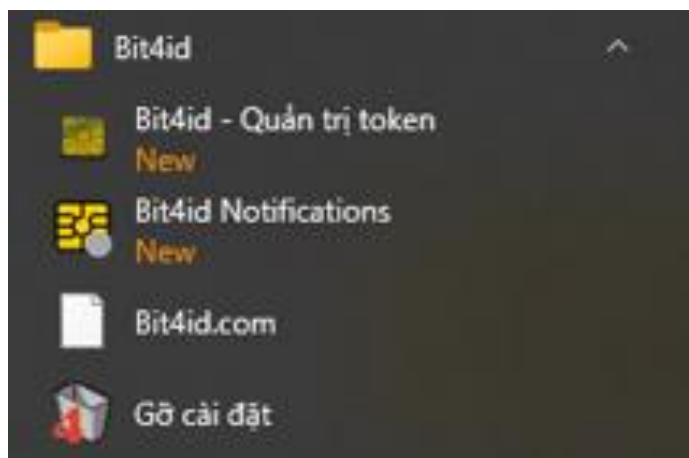 Bit4id
Bit4id - Quản trị token
New
Bit4id Notifications
New
Bit4id.com
Gỡ cài đặt